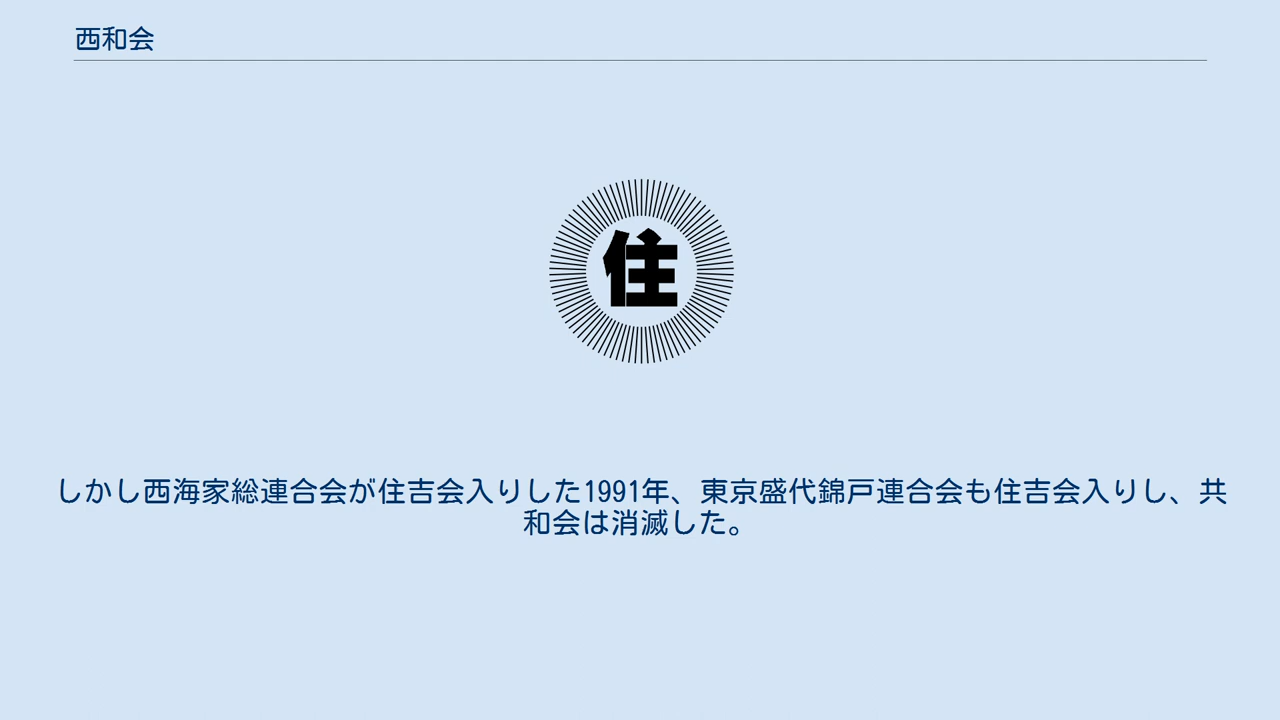 西和会
住
しかし西海家総連合会が住吉会入りした1991年、東京盛代錦戸連合会も住吉会入りし、共
和会は消滅した。